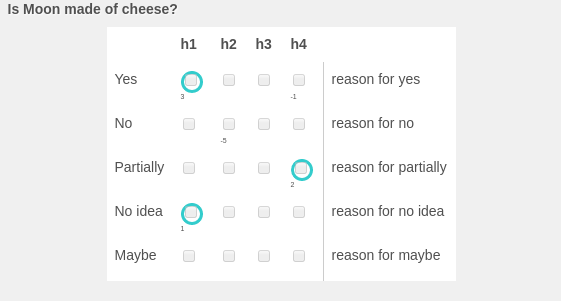 Is Moon made of cheese?
h1 h2 h3 h4
Yes reason for yes
3 -1
No reason for no
-5
Partially reason for partially
2
No idea reason for no idea
1
Maybe reason for maybe